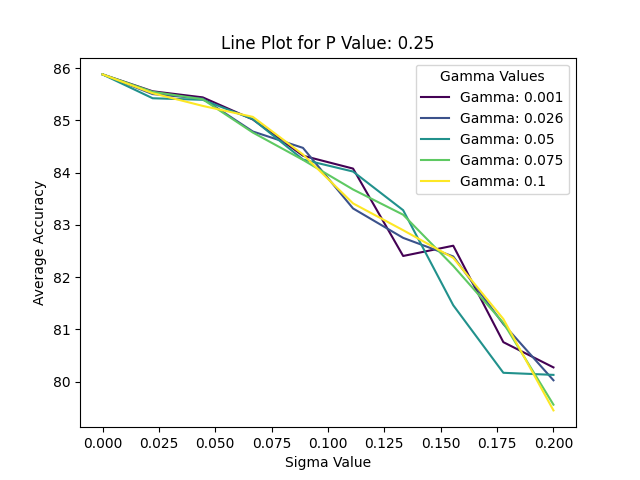 Line Plot for P Value: 0.25
Gamma Values
Gamma: 0.001
Gamma: 0.026
Gamma: 0.05
Gamma: 0.075
Gamma: 0.1
Average Accuracy
86
85
84
83
82
81
80
0.000 0.025 0.050 0.075 0.100 0.125 0.150 0.175 0.200
Sigma Value